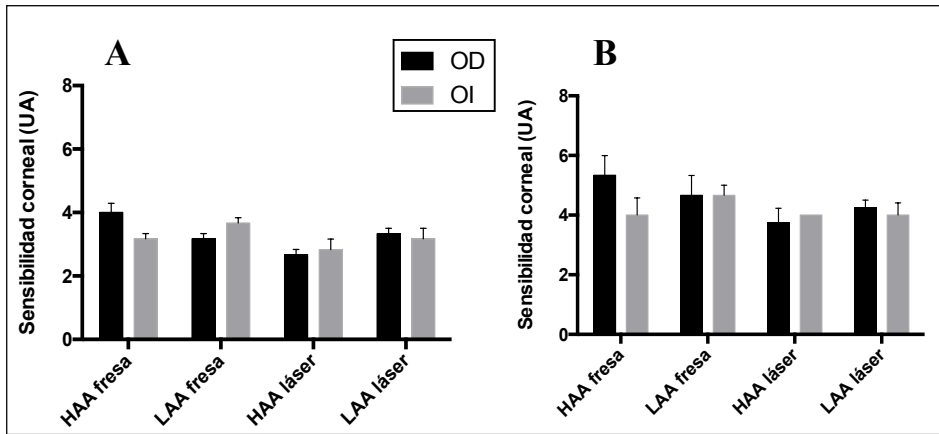 A
Sensibilidad corneal (UA)
8
6
4
2
0
HAA fresa
LAA fresa
HAA láser
LAA láser
OD
OI
B
Sensibilidad corneal (UA)
8
6
4
2
0
HAA fresa
LAA fresa
HAA láser
LAA láser